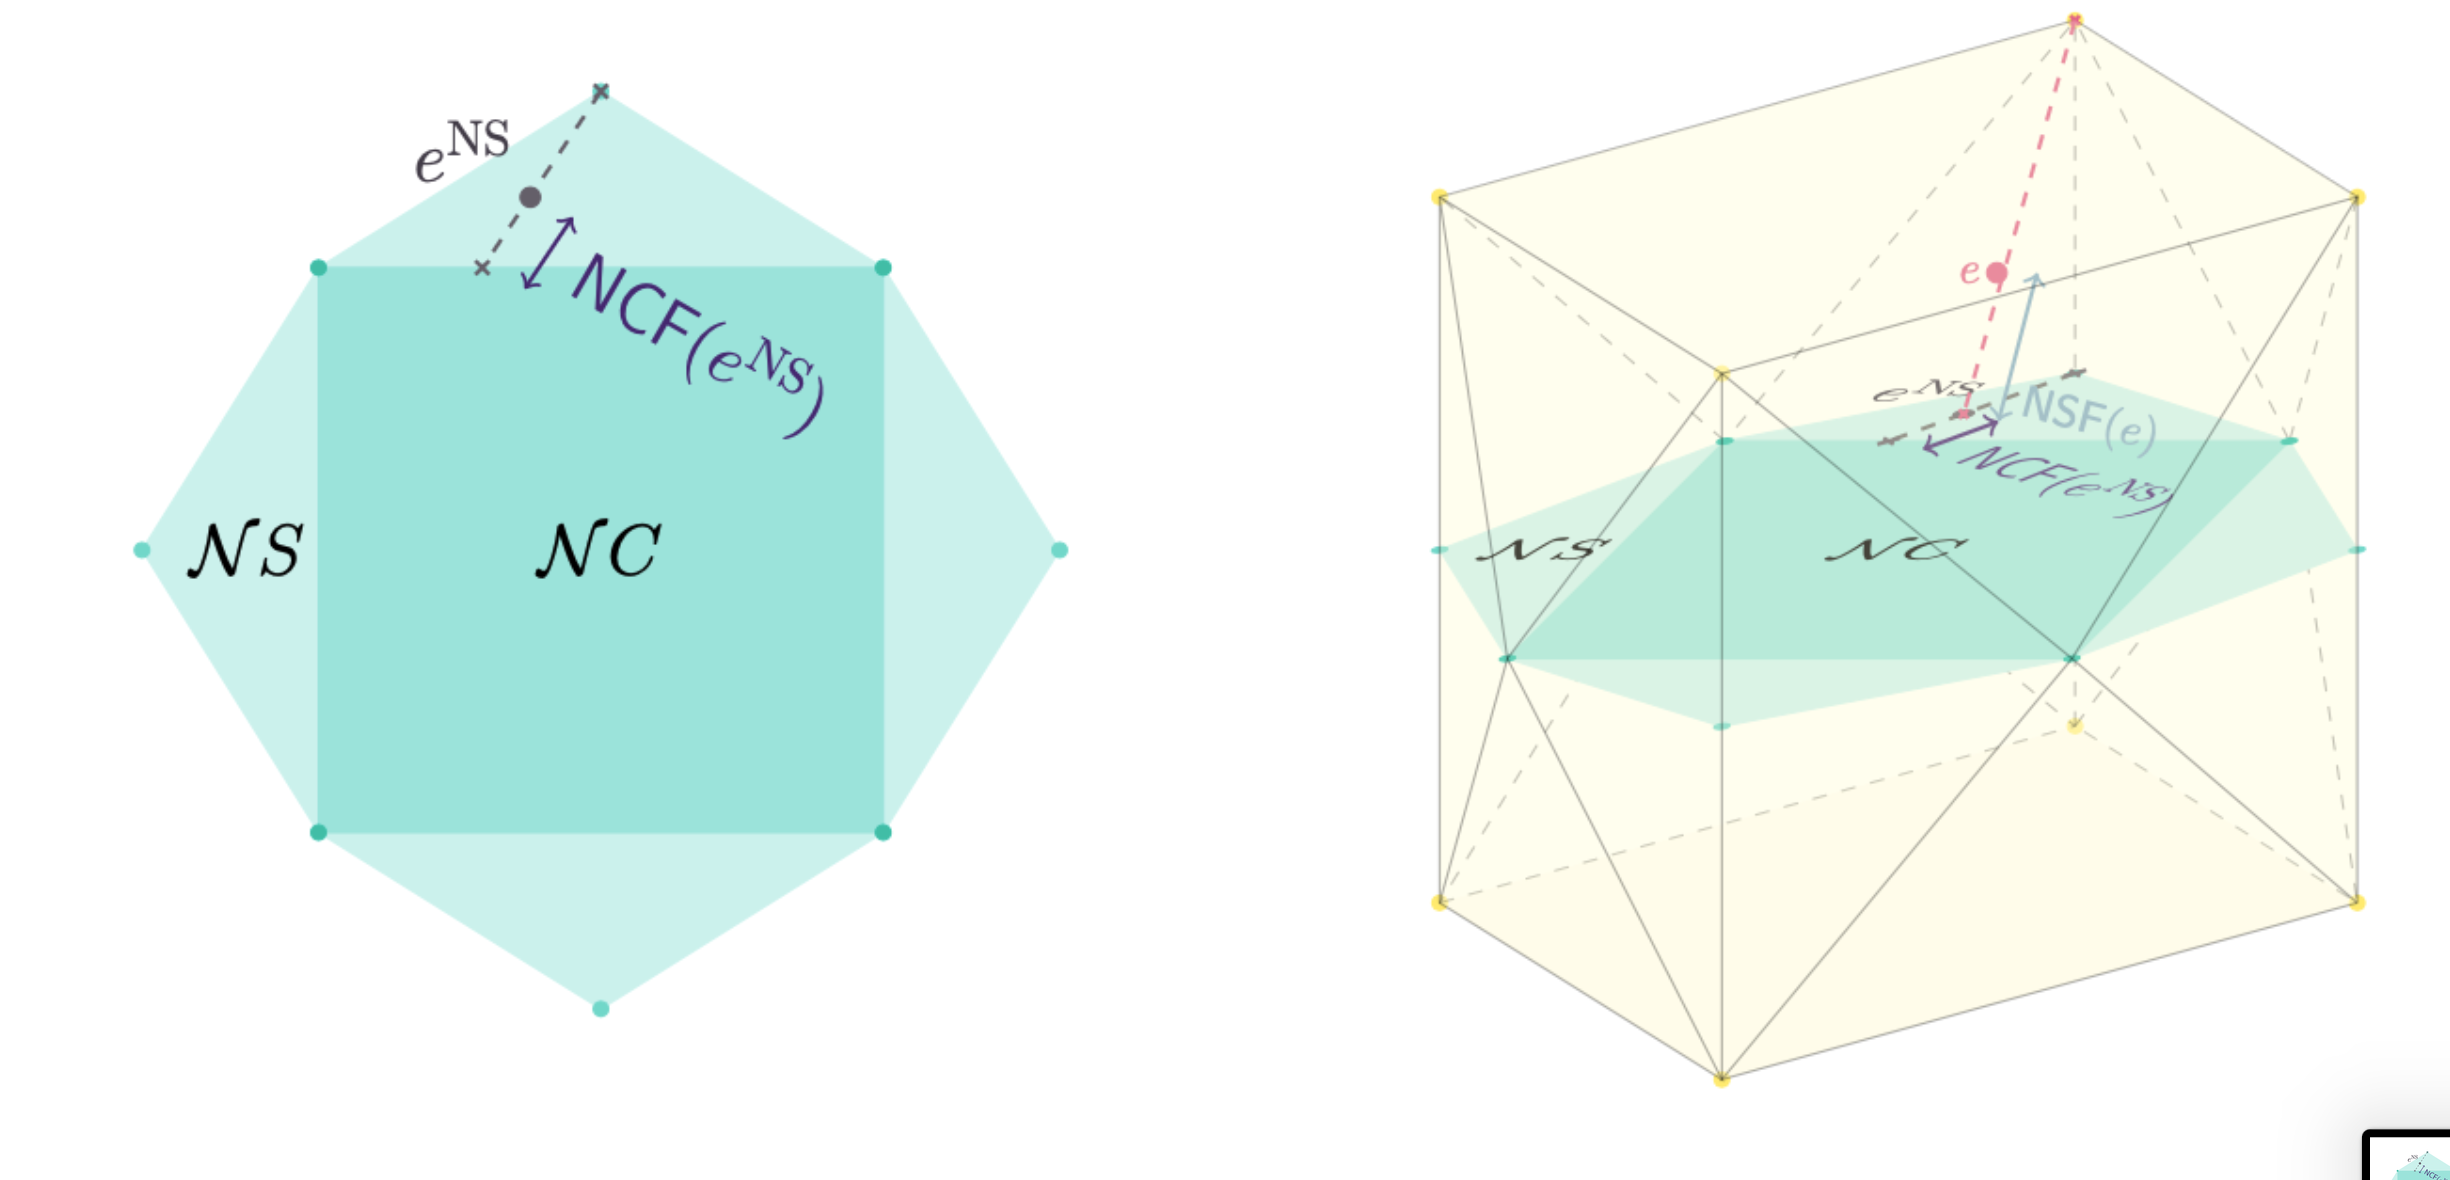 e^NS
NCF(e^NS)
𝒩S
𝒩C
e
e^NS
NSF(e)
NCF(e^NS)
𝒩S
𝒩C